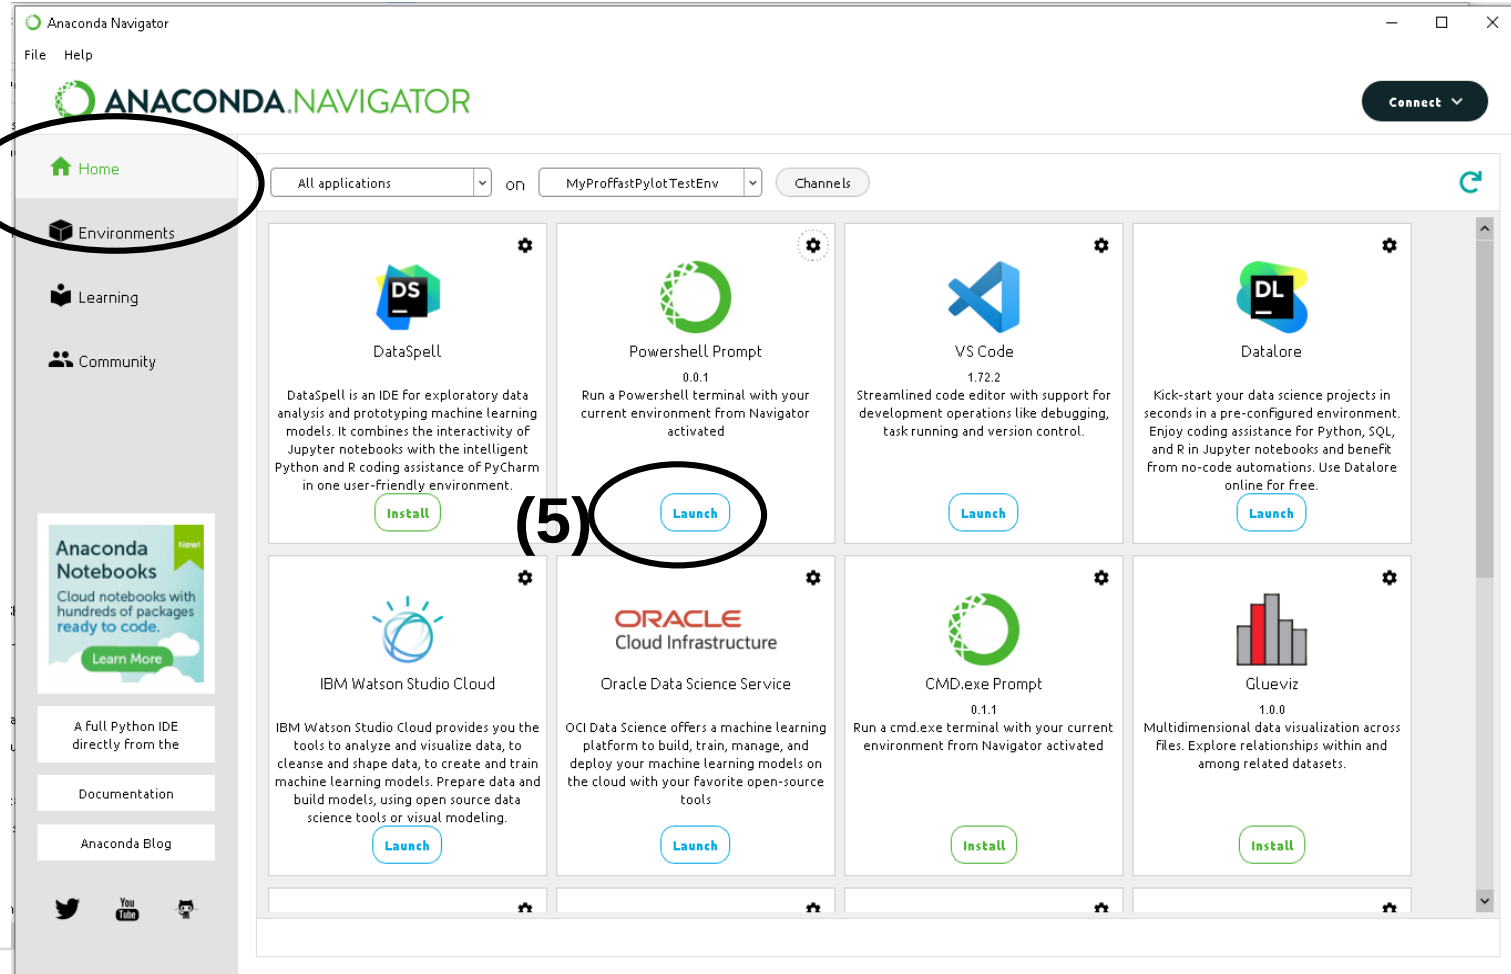 Anaconda Navigator
File Help
ANACONDA.NAVIGATOR
Connect
Home
Environments
Learning
Community
All applications on MyProffastPylotTestEnv Channels
DataSpell
DataSpell is an IDE for exploratory data
analysis and prototyping machine learning
models. It combines the interactivity of
Jupyter notebooks with the intelligent
Python and R coding assistance of PyCharm
in one user-friendly environment.
Install
Powershell Prompt
0.0.1
Run a Powershell terminal with your
current environment from Navigator
activated
(5)
Launch
VS Code
1.72.2
Streamlined code editor with support for
development operations like debugging,
task running and version control.
Launch
DS
DL
Datalore
Kick-start your data science projects in
seconds in a pre-configured environment.
Enjoy coding assistance for Python, SQL,
and R in Jupyter notebooks and benefit
from no-code automations. Use Datalore
online for free.
Launch
IBM Watson Studio Cloud
IBM Watson Studio Cloud provides you the
tools to analyze and visualize data, to
cleanse and shape data, to create and train
machine learning models. Prepare data and
build models, using open source data
science tools or visual modeling.
Launch
ORACLE
Cloud Infrastructure
Oracle Data Science Service
OCI Data Science offers a machine learning
platform to build, train, manage, and
deploy your machine learning models on
the cloud with your favorite open-source
tools
Launch
CMD.exe Prompt
0.1.1
Run a cmd.exe terminal with your current
environment from Navigator activated
Install
Glueviz
1.0.0
Multidimensional data visualization across
files. Explore relationships within and
among related datasets.
Install
Anaconda
Notebooks
New!
Cloud notebooks with
hundreds of packages
ready to code.
Learn More
A full Python IDE
directly from the
Documentation
Anaconda Blog
You
Tube